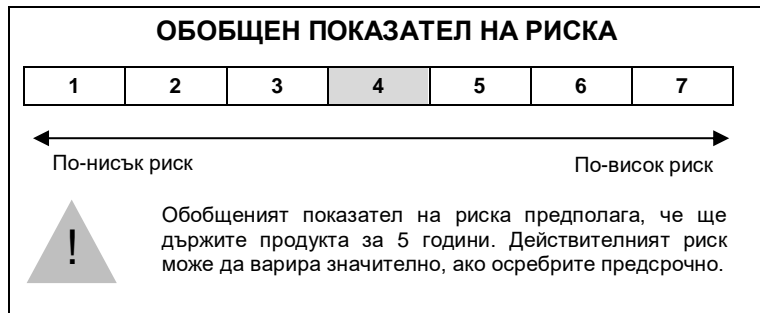 ОБОБЩЕН ПОКАЗАТЕЛ НА РИСКА
1 2 3 4 5 6 7
По-нисък риск По-висок риск
!
Обобщеният показател на риска предполага, че ще
държите продукта за 5 години. Действителният риск
може да варира значително, ако осребрите предсрочно.